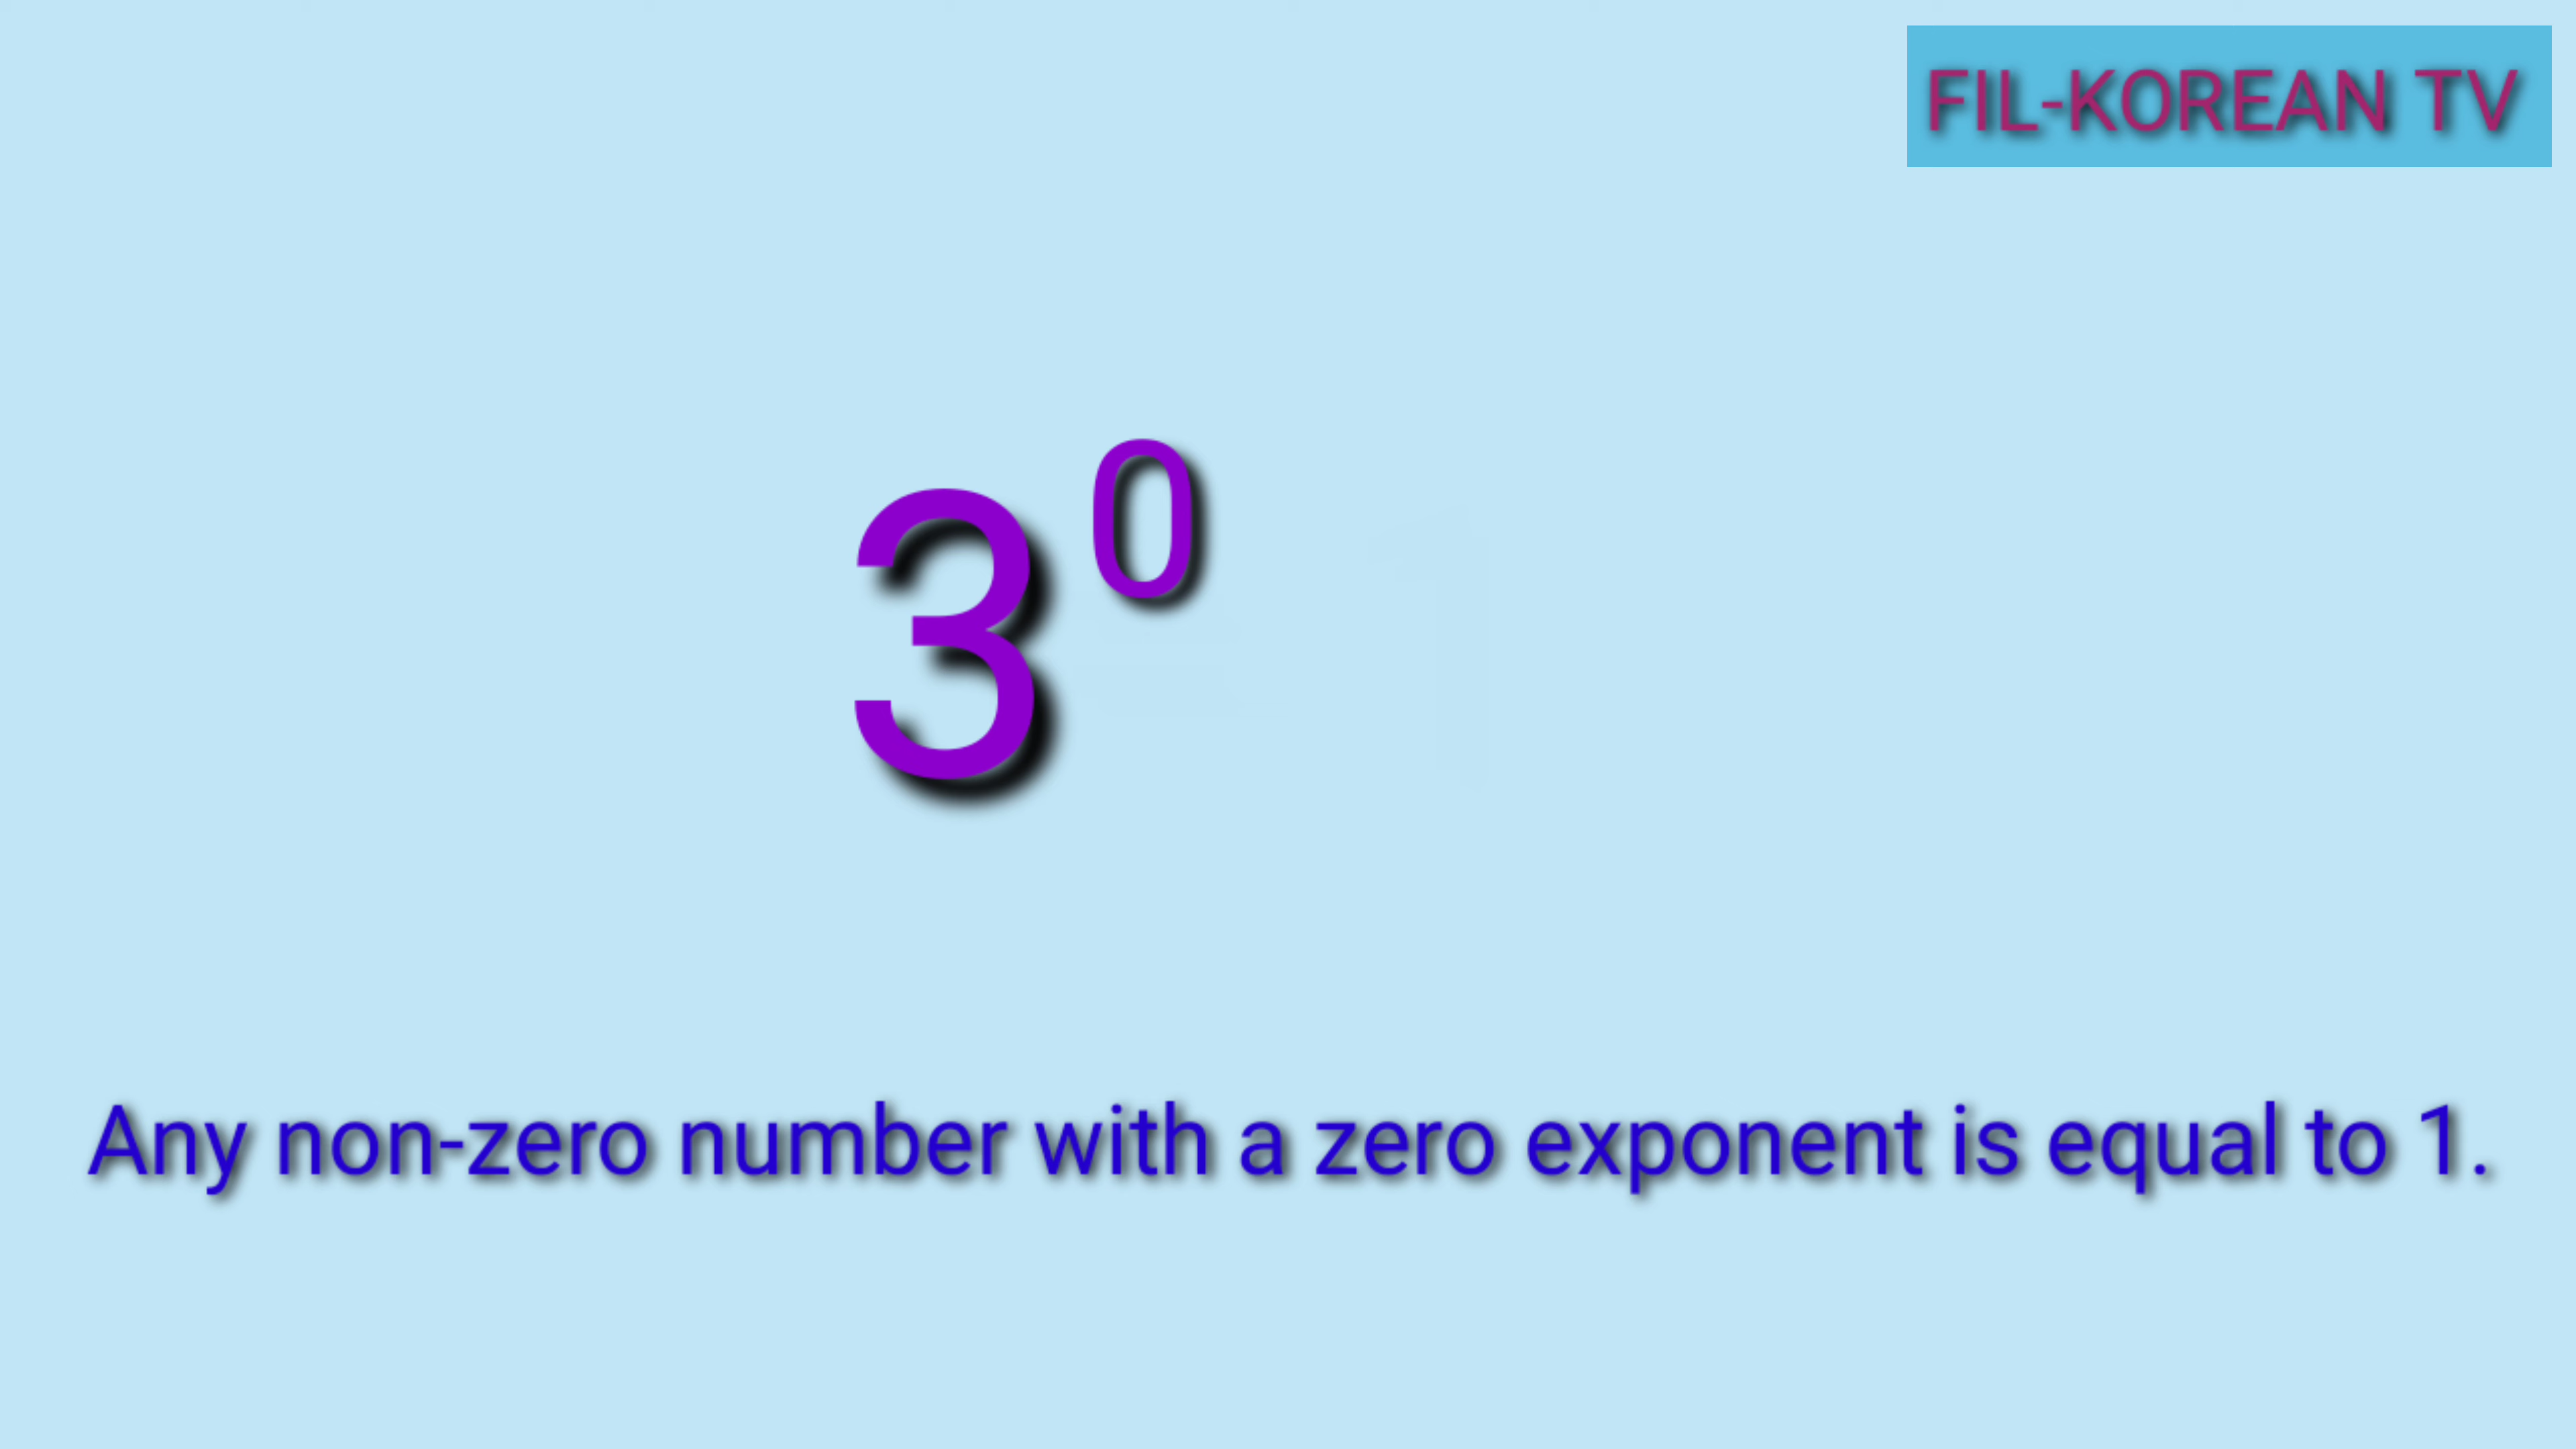 FIL-KOREAN TV
3⁰
Any non-zero number with a zero exponent is equal to 1.